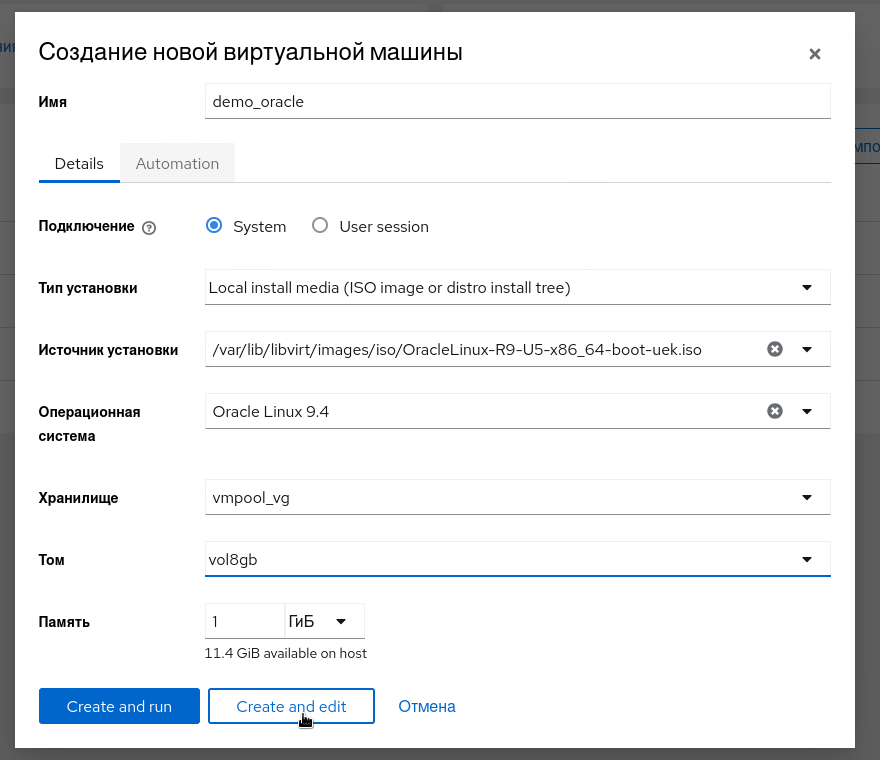 Создание новой виртуальной машины
Имя
demo_oracle
Details
Automation
Подключение
System
User session
Тип установки
Local install media (ISO image or distro install tree)
Источник установки
/var/lib/libvirt/images/iso/OracleLinux-R9-U5-x86_64-boot-uek.iso
Операционная
система
Oracle Linux 9.4
Хранилище
vmpool_vg
Том
vol8gb
Память
1
ГиБ
11.4 GiB available on host
Create and run
Create and edit
Отмена